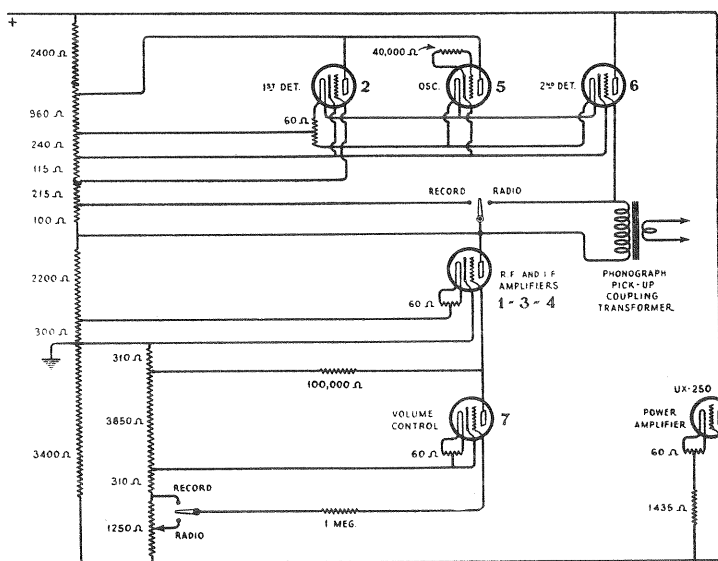 +
2400 Ω
40,000 Ω
1ST DET. 2
OSC. 5
2ND DET. 6
960 Ω
60 Ω
240 Ω
115 Ω
215 Ω
RECORD RADIO
100 Ω
2200 Ω
R.F. AND I.F.
AMPLIFIERS
1-3-4
PHONOGRAPH
PICK-UP
COUPLING
TRANSFORMER
60 Ω
300 Ω
310 Ω
100,000 Ω
UX-250
VOLUME
CONTROL
7
POWER
AMPLIFIER
3850 Ω
3400 Ω
60 Ω
60 Ω
310 Ω
RECORD
1 MEG.
1250 Ω
RADIO
1435 Ω